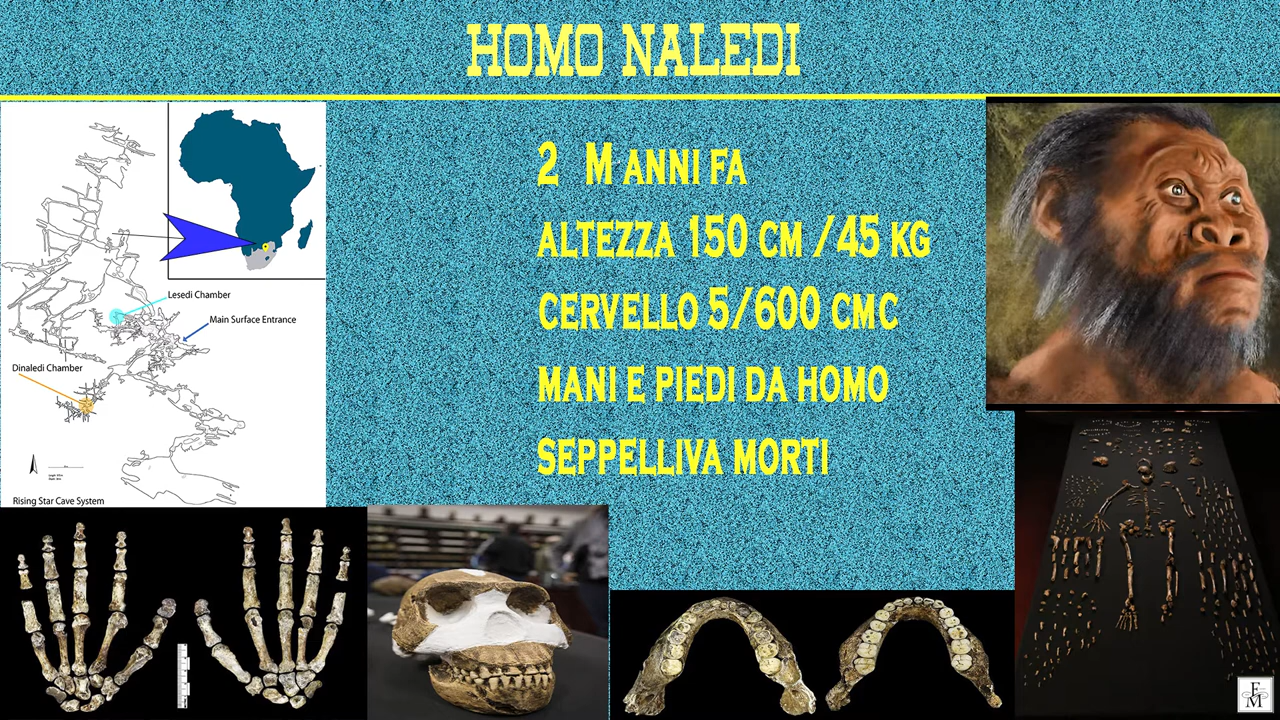 HOMO NALEDI
2 M ANNI FA
ALTEZZA 150 CM /45 KG
CERVELLO 5/600 CMC
MANI E PIEDI DA HOMO
SEPPELLIVA MORTI
Lesedi Chamber
Main Surface Entrance
Dinaledi Chamber
Rising Star Cave System
F
M